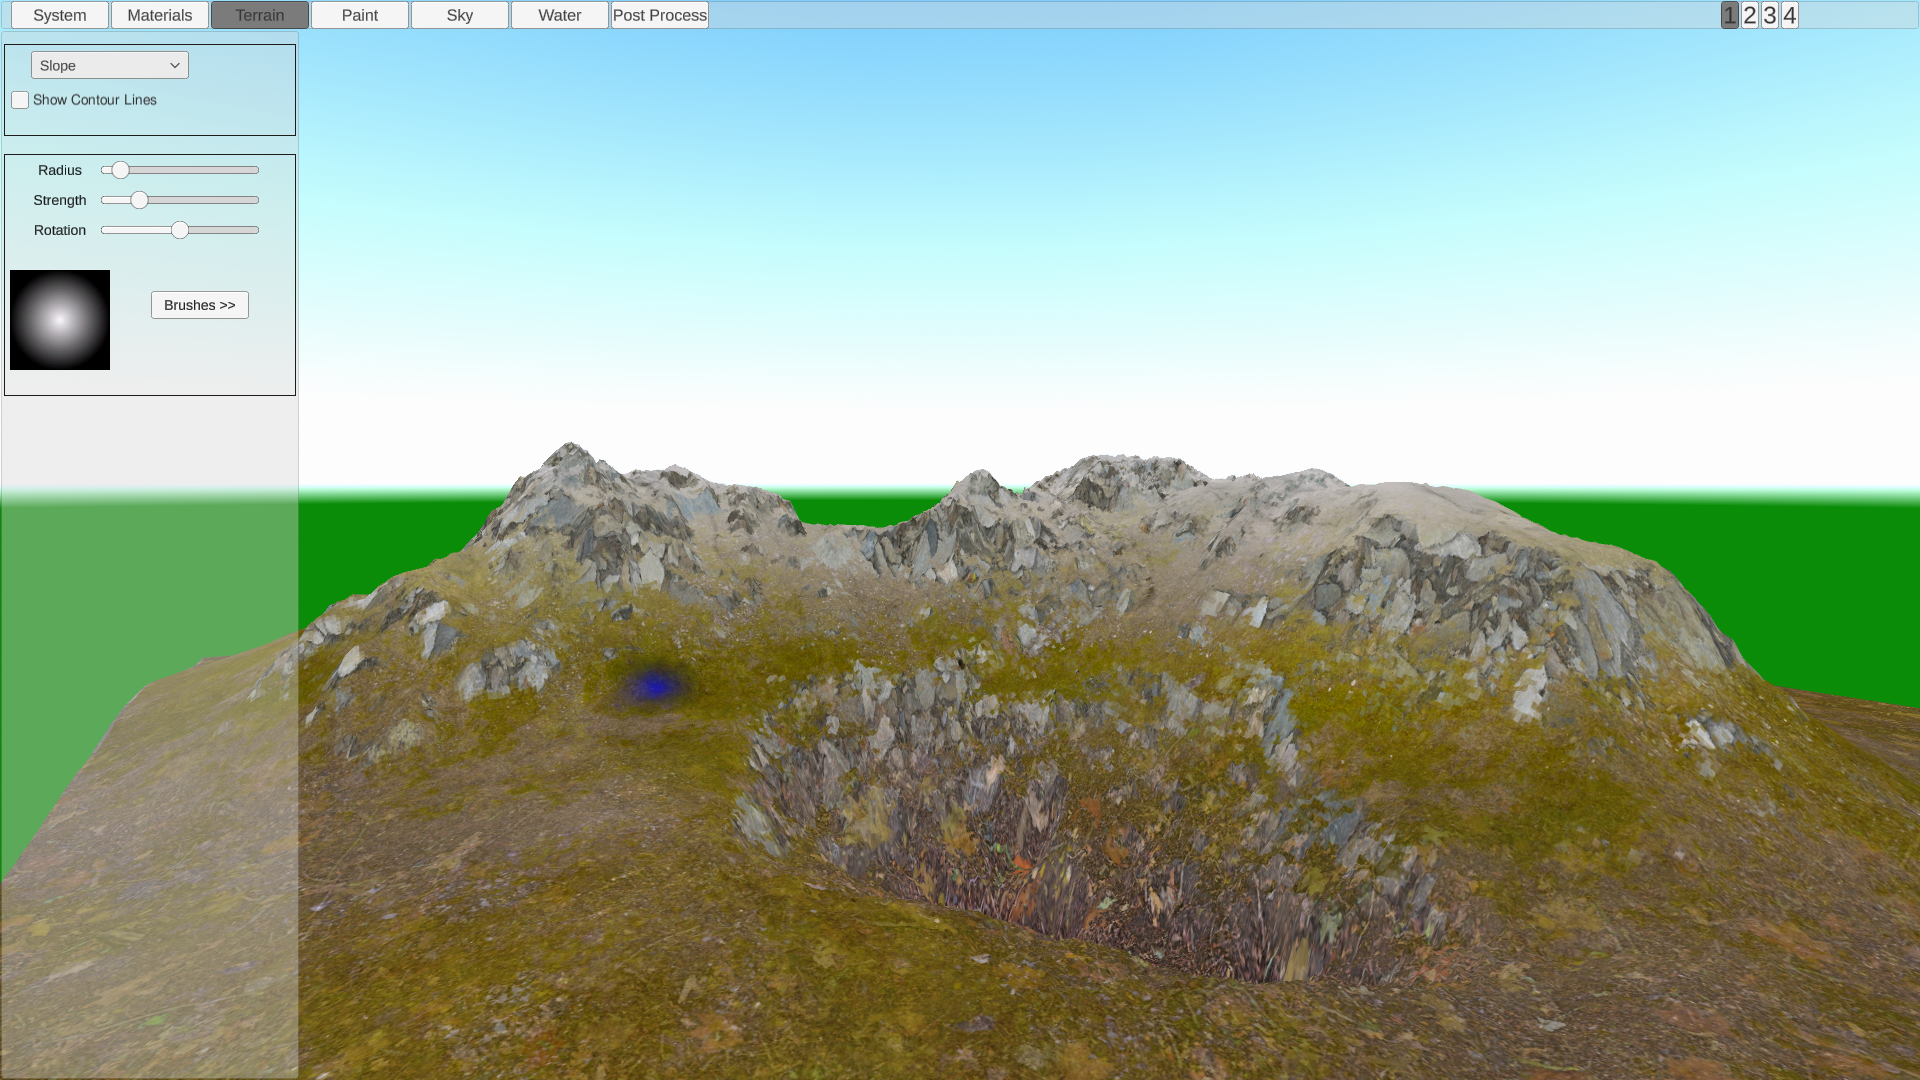 System Materials Terrain Paint Sky Water Post Process 1 2 3 4
Slope
Show Contour Lines
Radius
Strength
Rotation
Brushes >>